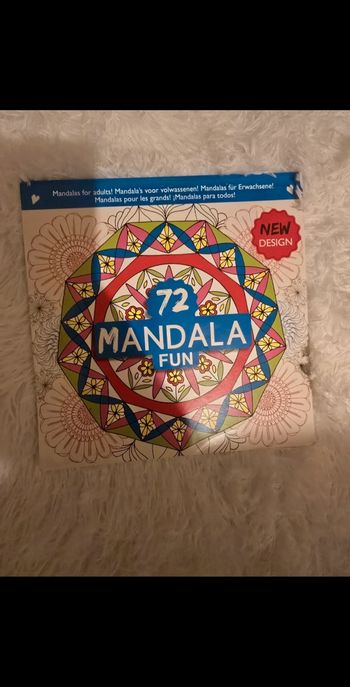 Mandalas for adults! Mandala's voor volwassenen! Mandalas für Erwachsene!
Mandalas pour les grands! ¡Mandalas para todos!
NEW
DESIGN
72
MANDALA
FUN